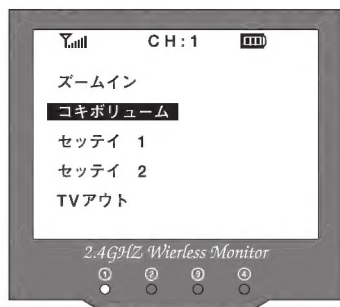 CH:1
ズームイン
コキボリューム
セッテイ 1
セッテイ 2
TVアウト
2.4GHZ Wierless Monitor
① ② ③ ④